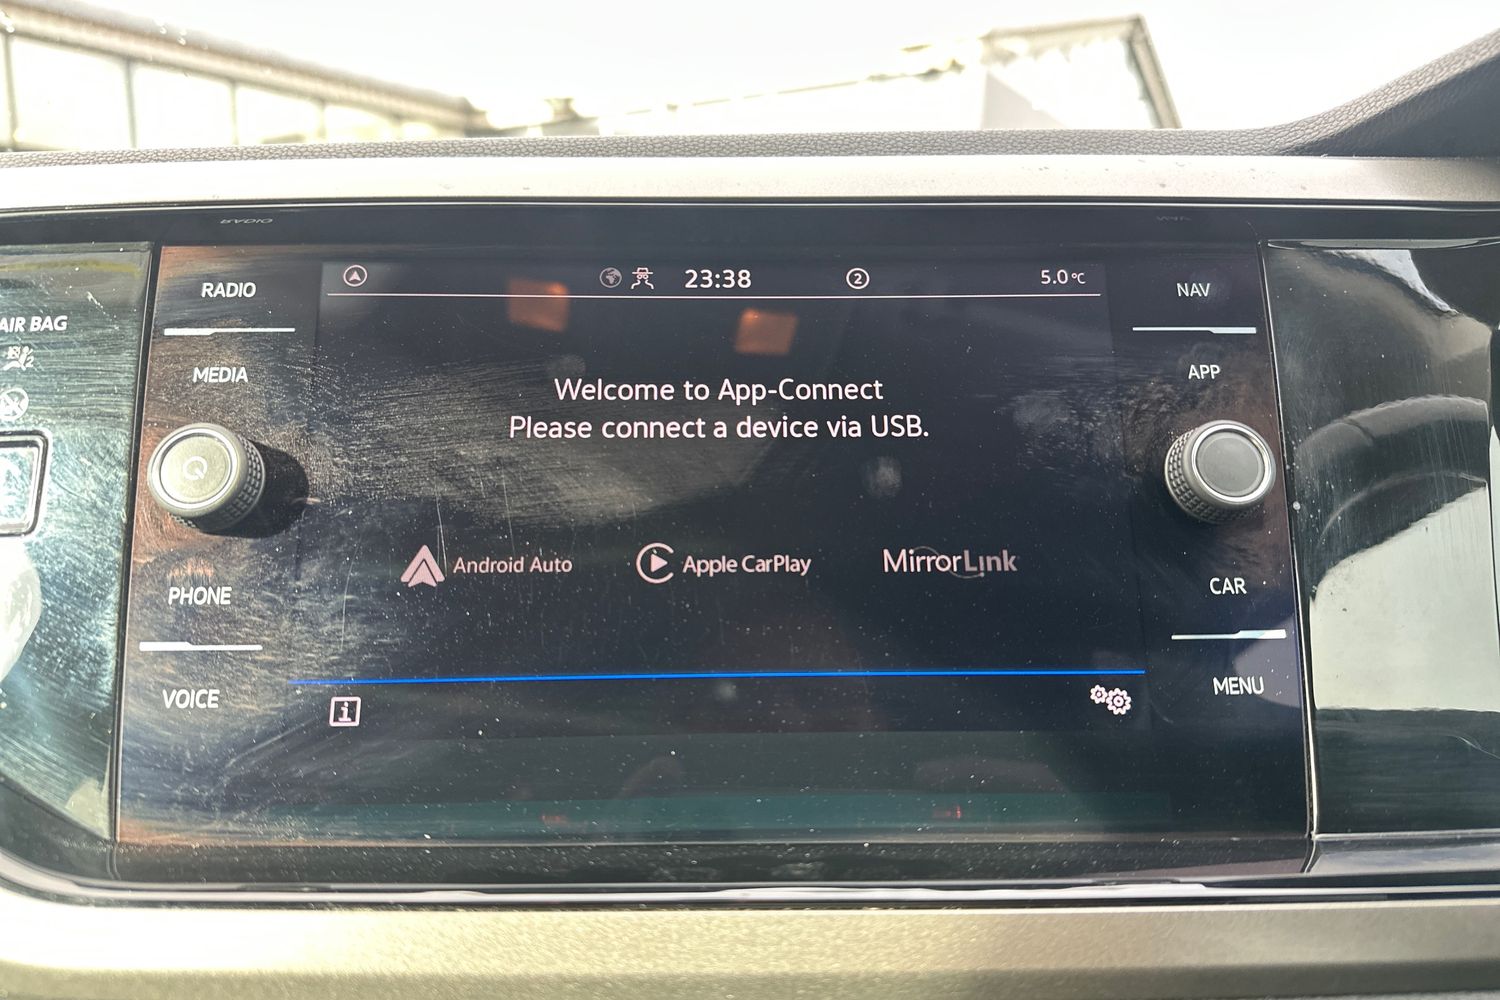 RADIO
23:38
2
5.0°C
NAV
AIR BAG
MEDIA
APP
Welcome to App-Connect
Please connect a device via USB.
Android Auto
Apple CarPlay
MirrorLink
PHONE
CAR
VOICE
MENU
i